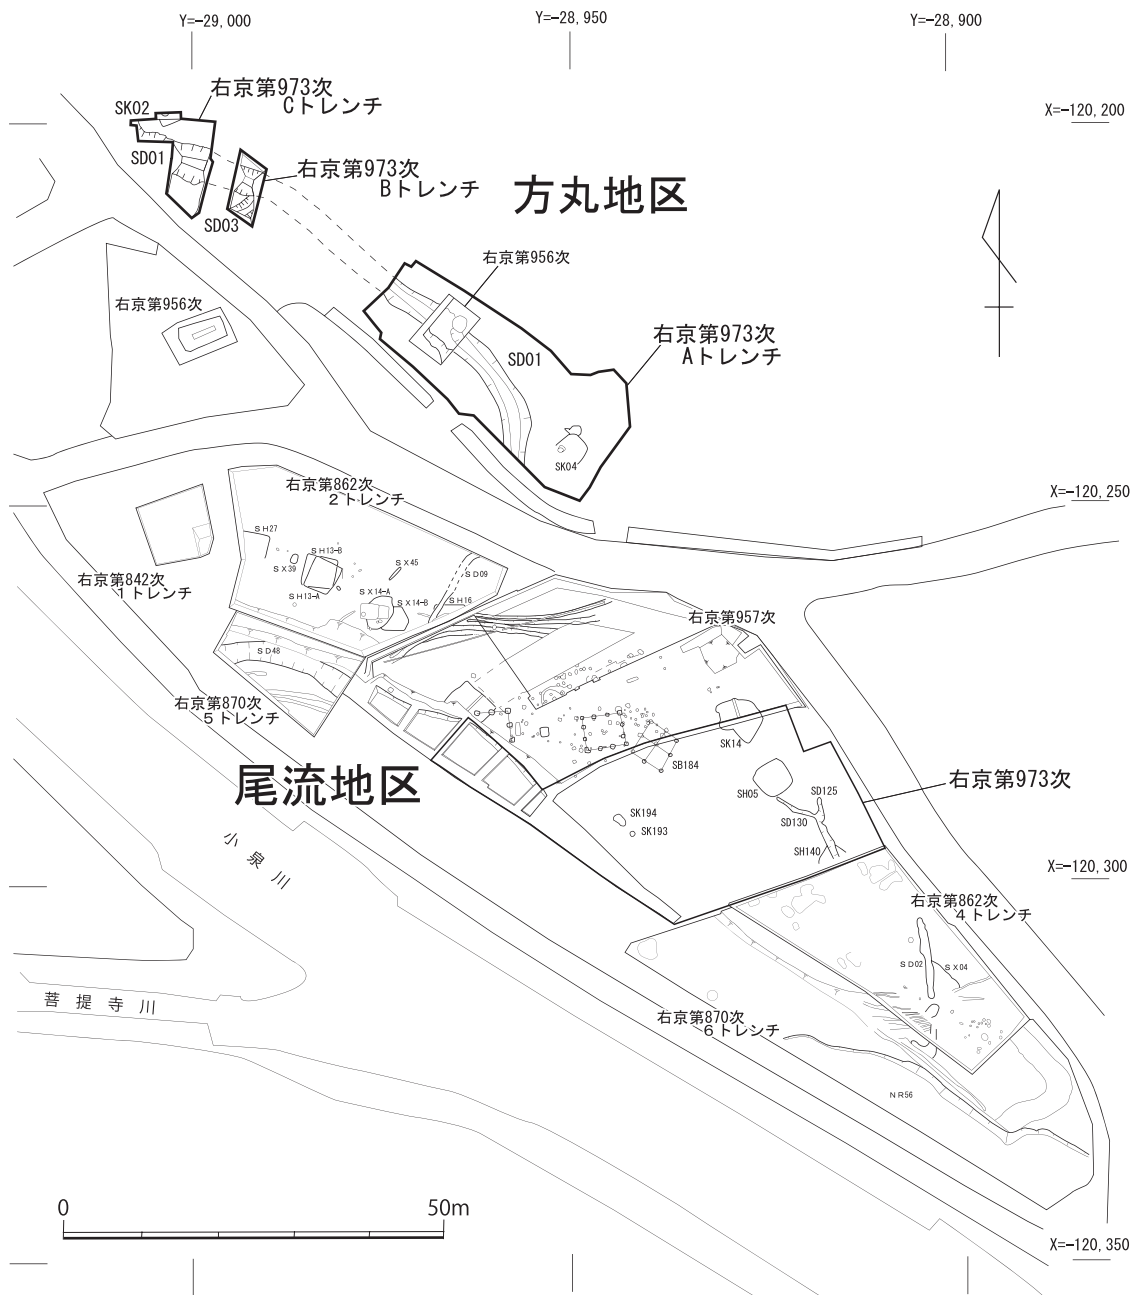 Y=-29,000
Y=-28,950
Y=-28,900
X=-120,200
右京第973次
Cトレンチ
SK02
SD01
右京第973次
Bトレンチ
SD03
方丸地区
右京第956次
右京第956次
SD01
右京第973次
Aトレンチ
SK04
X=-120,250
右京第862次
2トレンチ
SH27
SH13-B
SX39
SX45
SD09
SH13-A
SX14-A
SX14-B
SH16
右京第842次
1トレンチ
右京第957次
SD48
右京第870次
5トレンチ
SK14
SB184
尾流地区
右京第973次
SH05
SD125
SD130
SK194
SK193
SH140
小泉川
X=-120,300
右京第862次
4トレンチ
SD02
SX04
菩提寺川
右京第870次
6トレンチ
NR56
0
50m
X=-120,350